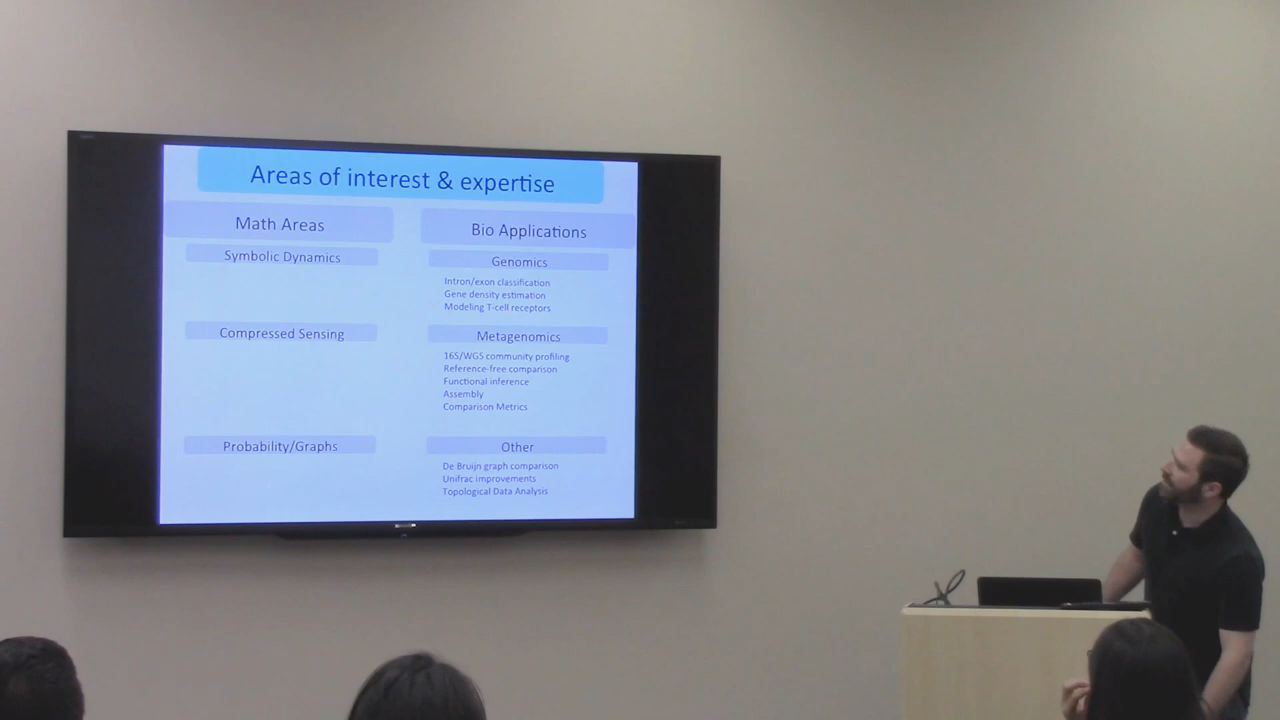 Areas of interest & expertise
Math Areas
Symbolic Dynamics
Compressed Sensing
Probability/Graphs
Bio Applications
Genomics
Intron/exon classification
Gene density estimation
Modeling T-cell receptors
Metagenomics
16S/WGS community profiling
Reference-free comparison
Functional inference
Assembly
Comparison Metrics
Other
De Bruijn graph comparison
Unifrac improvements
Topological Data Analysis